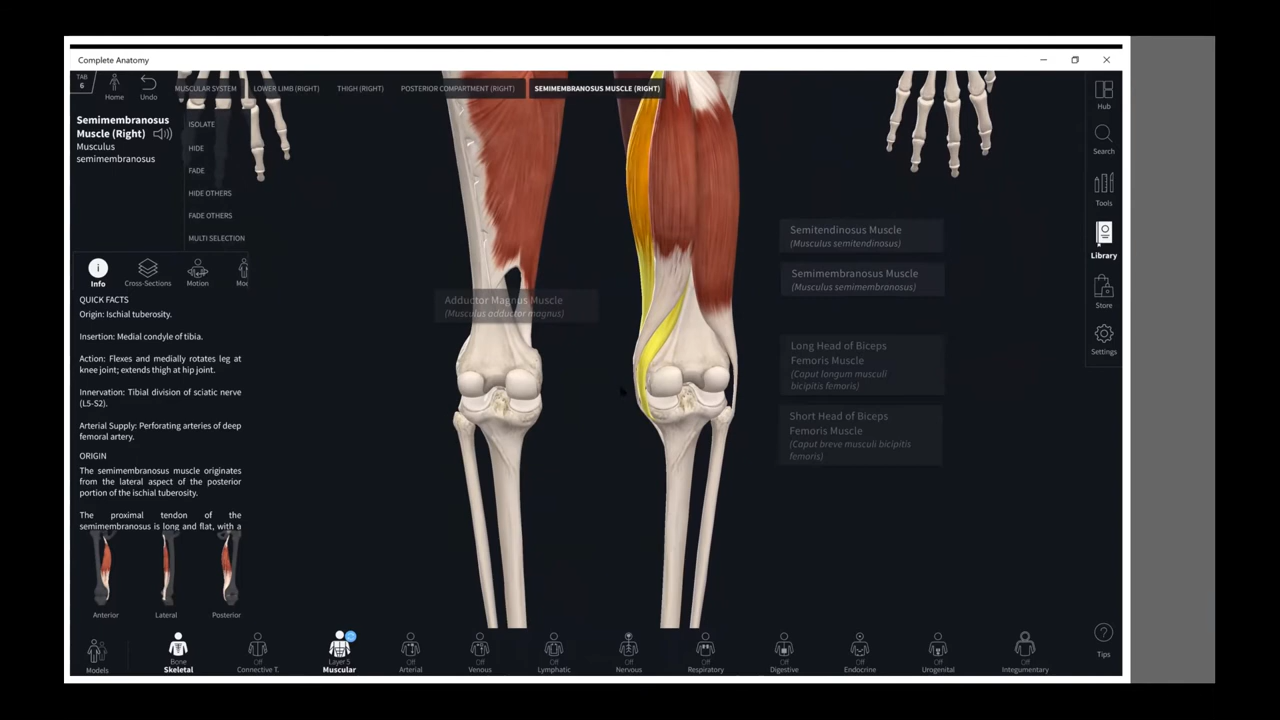 Complete Anatomy
TAB
6
Home
Undo
MUSCULAR SYSTEM
LOWER LIMB (RIGHT)
THIGH (RIGHT)
POSTERIOR COMPARTMENT (RIGHT)
SEMIMEMBRANOSUS MUSCLE (RIGHT)
Semimembranosus
Muscle (Right)
Musculus
semimembranosus
ISOLATE
HIDE
FADE
HIDE OTHERS
FADE OTHERS
MULTI SELECTION
Info
Cross-Sections
Motion
QUICK FACTS
Origin: Ischial tuberosity.
Insertion: Medial condyle of tibia.
Action: Flexes and medially rotates leg at
knee joint; extends thigh at hip joint.
Innervation: Tibial division of sciatic nerve
(L5-S2).
Arterial Supply: Perforating arteries of deep
femoral artery.
ORIGIN
The semimembranosus muscle originates
from the lateral aspect of the posterior
portion of the ischial tuberosity.
The proximal tendon of the
semimembranosus is long and flat, with a
Anterior
Lateral
Posterior
Adductor Magnus Muscle
(Musculus adductor magnus)
Semitendinosus Muscle
(Musculus semitendinosus)
Semimembranosus Muscle
(Musculus semimembranosus)
Long Head of Biceps
Femoris Muscle
(Caput longum musculi
bicipitis femoris)
Short Head of Biceps
Femoris Muscle
(Caput breve musculi bicipitis
femoris)
Hub
Search
Tools
Library
Store
Settings
Tips
Models
Bone
Skeletal
Off
Connective T.
Layer 5
Muscular
Off
Arterial
Off
Venous
Off
Lymphatic
Off
Nervous
Off
Respiratory
Off
Digestive
Off
Endocrine
Off
Urogenital
Off
Integumentary